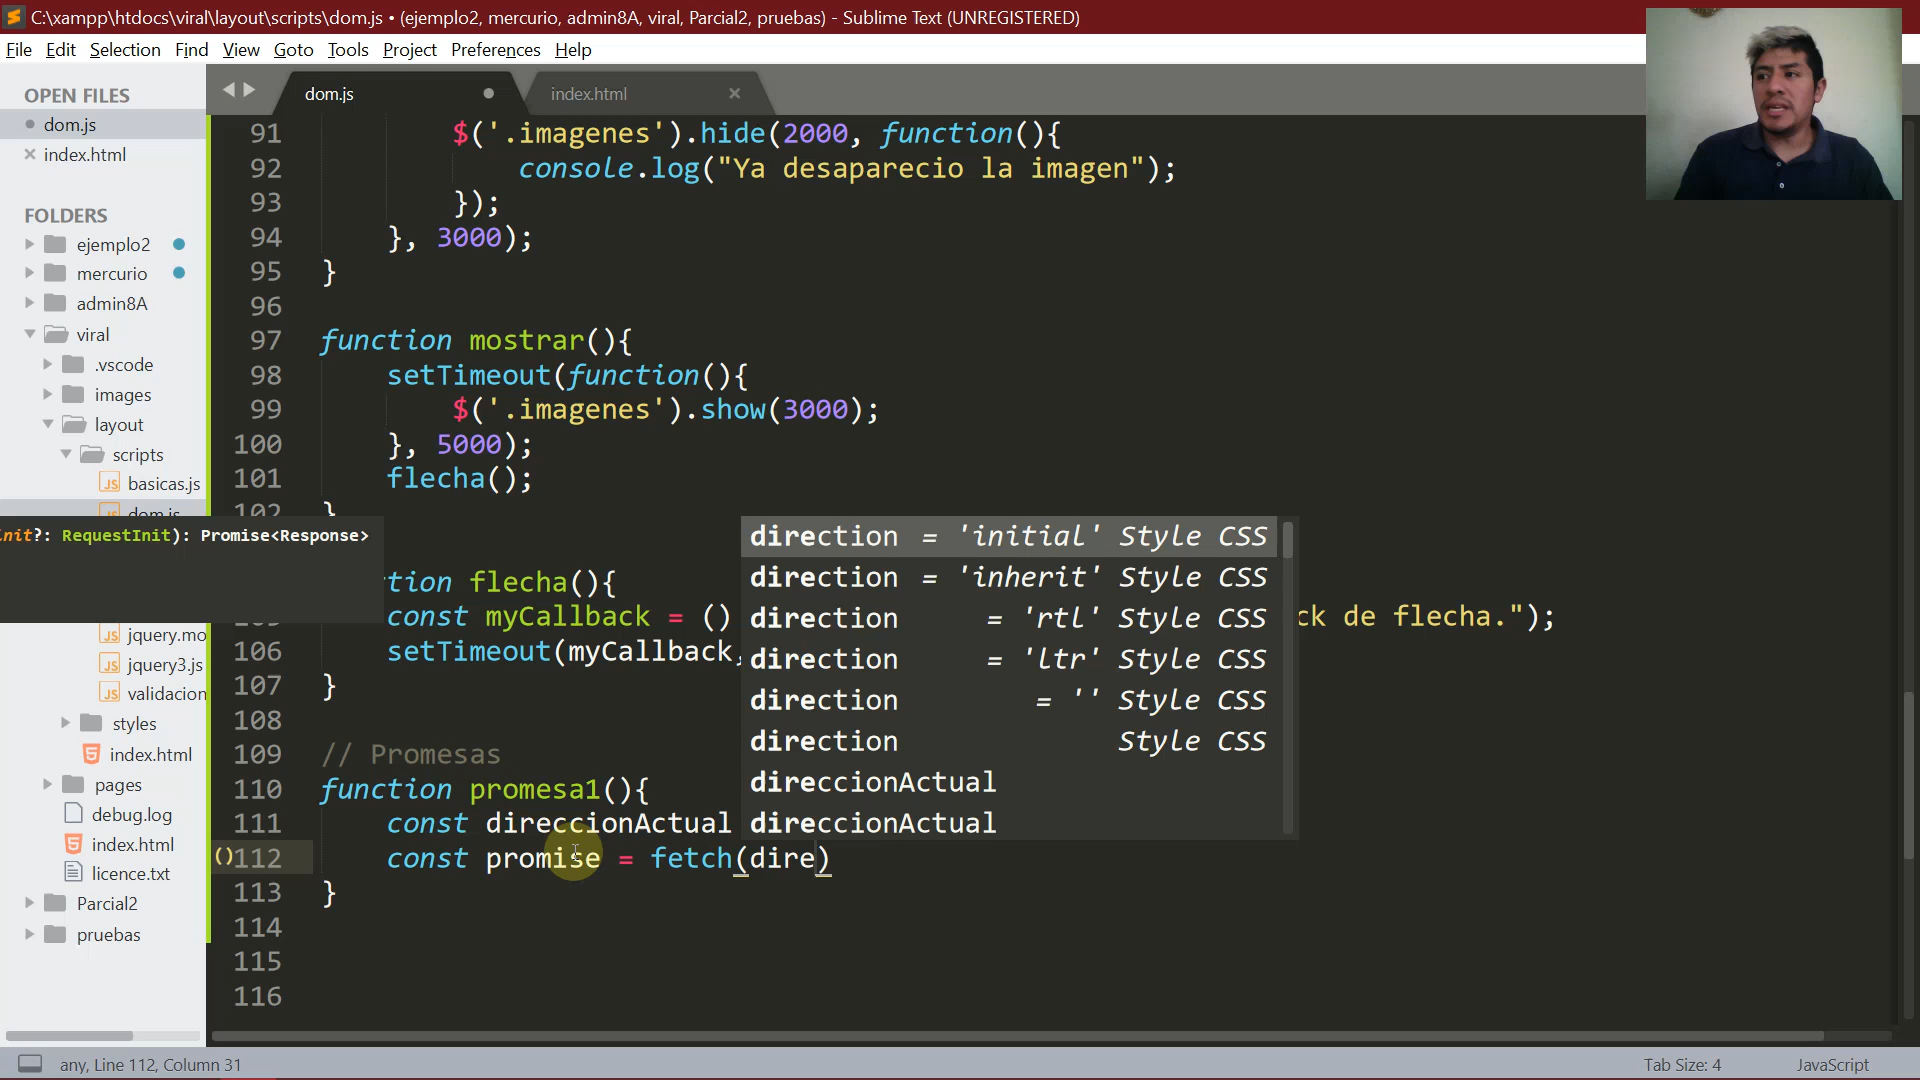 C:\xampp\htdocs\viral\layout\scripts\dom.js • (ejemplo2, mercurio, admin8A, viral, Parcial2, pruebas) - Sublime Text (UNREGISTERED)
File Edit Selection Find View Goto Tools Project Preferences Help
OPEN FILES
dom.js
index.html
FOLDERS
ejemplo2
mercurio
admin8A
viral
.vscode
images
layout
scripts
basicas.js
dom.js
jquery.mo
jquery3.js
validacion
styles
index.html
pages
debug.log
index.html
licence.txt
Parcial2
pruebas
dom.js
index.html
91 $('.imagenes').hide(2000, function(){
92 console.log("Ya desaparecio la imagen");
93 });
94 }, 3000);
95 }
96
97 function mostrar(){
98 setTimeout(function(){
99 $('.imagenes').show(3000);
100 }, 5000);
101 flecha();
102 }
init?: RequestInit): Promise<Response>
tion flecha(){
const myCallback = () ck de flecha.");
106 setTimeout(myCallback,
107 }
108
109 // Promesas
110 function promesa1(){
111 const direccionActual
112 const promise = fetch(dire)
113 }
114
115
116
direction = 'initial' Style CSS
direction = 'inherit' Style CSS
direction = 'rtl' Style CSS
direction = 'ltr' Style CSS
direction = '' Style CSS
direction Style CSS
direccionActual
direccionActual
any, Line 112, Column 31
Tab Size: 4
JavaScript